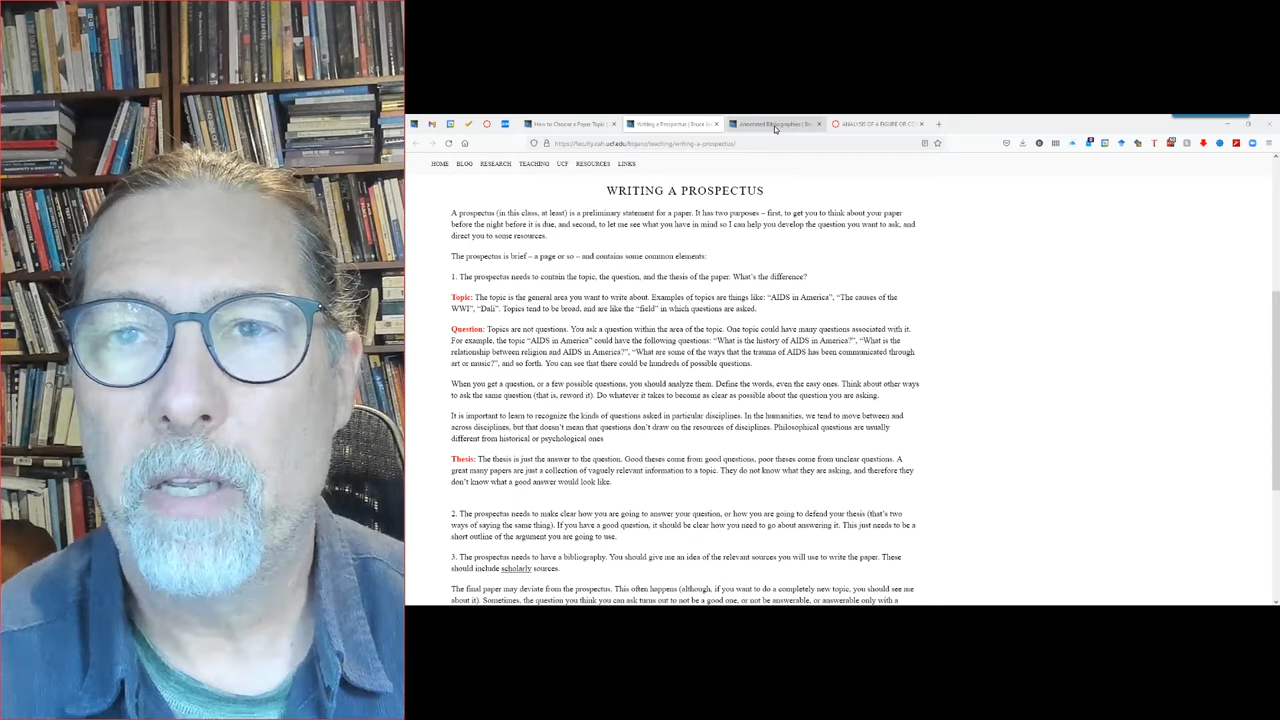 How to Choose a Paper Topic |
Writing a Prospectus | Bruce
Annotated Bibliographies |
ANALYSIS OF A FIGURE OR
https://faculty.cah.ucf.edu/bbjanz/teaching/writing-a-prospectus/
HOME BLOG RESEARCH TEACHING UCF RESOURCES LINKS
WRITING A PROSPECTUS
A prospectus (in this class, at least) is a preliminary statement for a paper. It has two purposes – first, to get you to think about your paper
before the night before it is due, and second, to let me see what you have in mind so I can help you develop the question you want to ask, and
direct you to some resources.
The prospectus is brief – a page or so – and contains some common elements:
1. The prospectus needs to contain the topic, the question, and the thesis of the paper. What's the difference?
Topic: The topic is the general area you want to write about. Examples of topics are things like: “AIDS in America”, “The causes of the
WWI”, “Dali”. Topics tend to be broad, and are like the “field” in which questions are asked.
Question: Topics are not questions. You ask a question within the area of the topic. One topic could have many questions associated with it.
For example, the topic “AIDS in America” could have the following questions: “What is the history of AIDS in America?”, “What is the
relationship between religion and AIDS in America?”, “What are some of the ways that the trauma of AIDS has been communicated through
art or music?”, and so forth. You can see that there could be hundreds of possible questions.
When you get a question, or a few possible questions, you should analyze them. Define the words, even the easy ones. Think about other ways
to ask the same question (that is, reword it). Do whatever it takes to become as clear as possible about the question you are asking.
It is important to learn to recognize the kinds of questions asked in particular disciplines. In the humanities, we tend to move between and
across disciplines, but that doesn't mean that questions don't draw on the resources of disciplines. Philosophical questions are usually
different from historical or psychological ones
Thesis: The thesis is just the answer to the question. Good theses come from good questions, poor theses come from unclear questions. A
great many papers are just a collection of vaguely relevant information to a topic. They do not know what they are asking, and therefore they
don't know what a good answer would look like.
2. The prospectus needs to make clear how you are going to answer your question, or how you are going to defend your thesis (that's two
ways of saying the same thing). If you have a good question, it should be clear how you need to go about answering it. This just needs to be a
short outline of the argument you are going to use.
3. The prospectus needs to have a bibliography. You should give me an idea of the relevant sources you will use to write the paper. These
should include scholarly sources.
The final paper may deviate from the prospectus. This often happens (although, if you want to do a completely new topic, you should see me
about it). Sometimes, the question you think you can ask turns out to not be a good one, or not be answerable, or answerable only with a